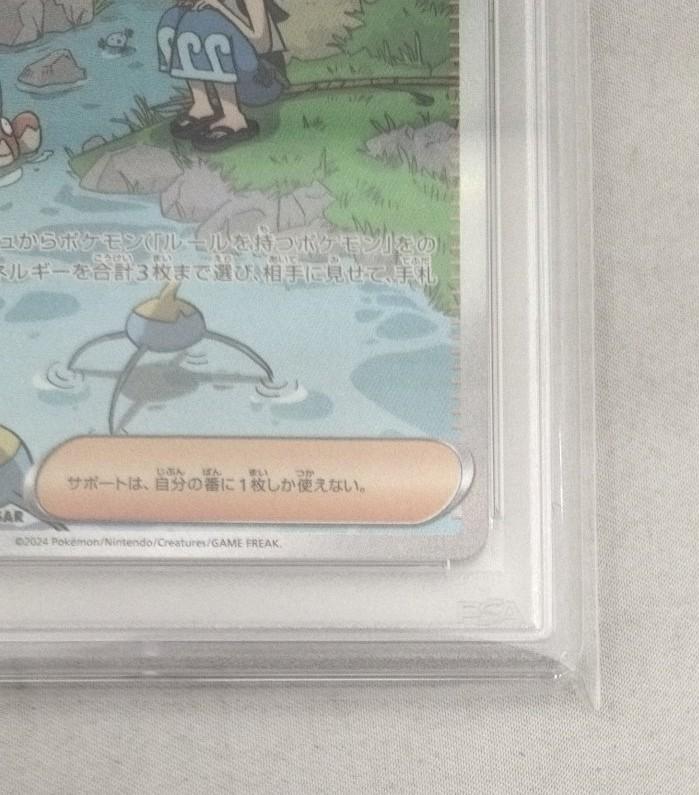 ュからポケモン(「ルールを持つポケモン」をの
ネルギーを合計3枚まで選び、相手に見せて、手札
サポートは、自分の番に1枚しか使えない。
SAR
©2024 Pokémon/Nintendo/Creatures/GAME FREAK.
PSA